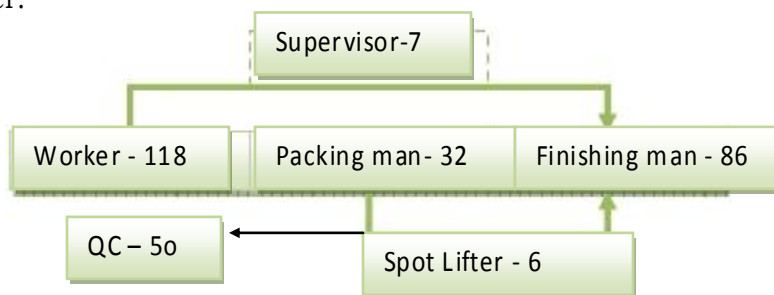 Supervisor-7
Worker - 118
Packing man- 32
Finishing man - 86
QC – 5o
Spot Lifter - 6